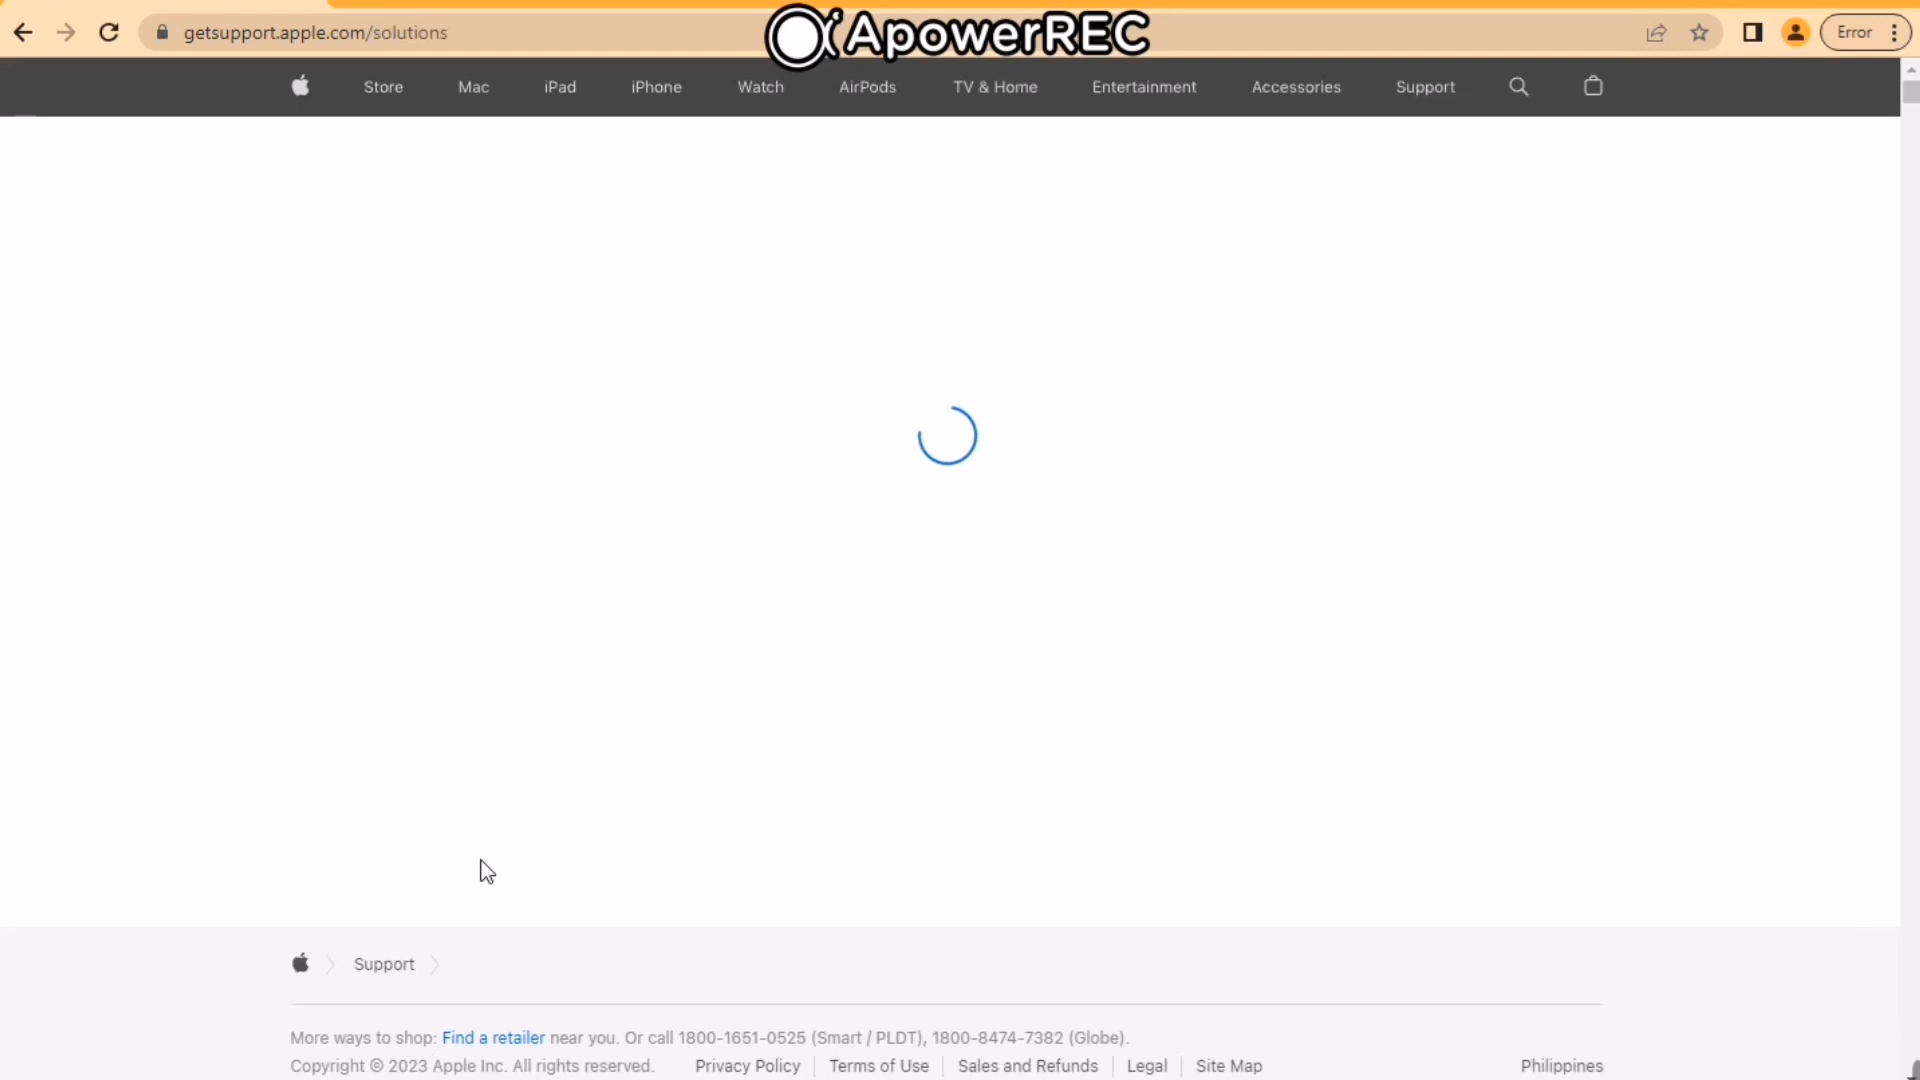 getsupport.apple.com/solutions
ApowerREC
Error
Store Mac iPad iPhone Watch AirPods TV & Home Entertainment Accessories Support
Support
More ways to shop: Find a retailer near you. Or call 1800-1651-0525 (Smart / PLDT), 1800-8474-7382 (Globe).
Copyright © 2023 Apple Inc. All rights reserved. Privacy Policy Terms of Use Sales and Refunds Legal Site Map Philippines